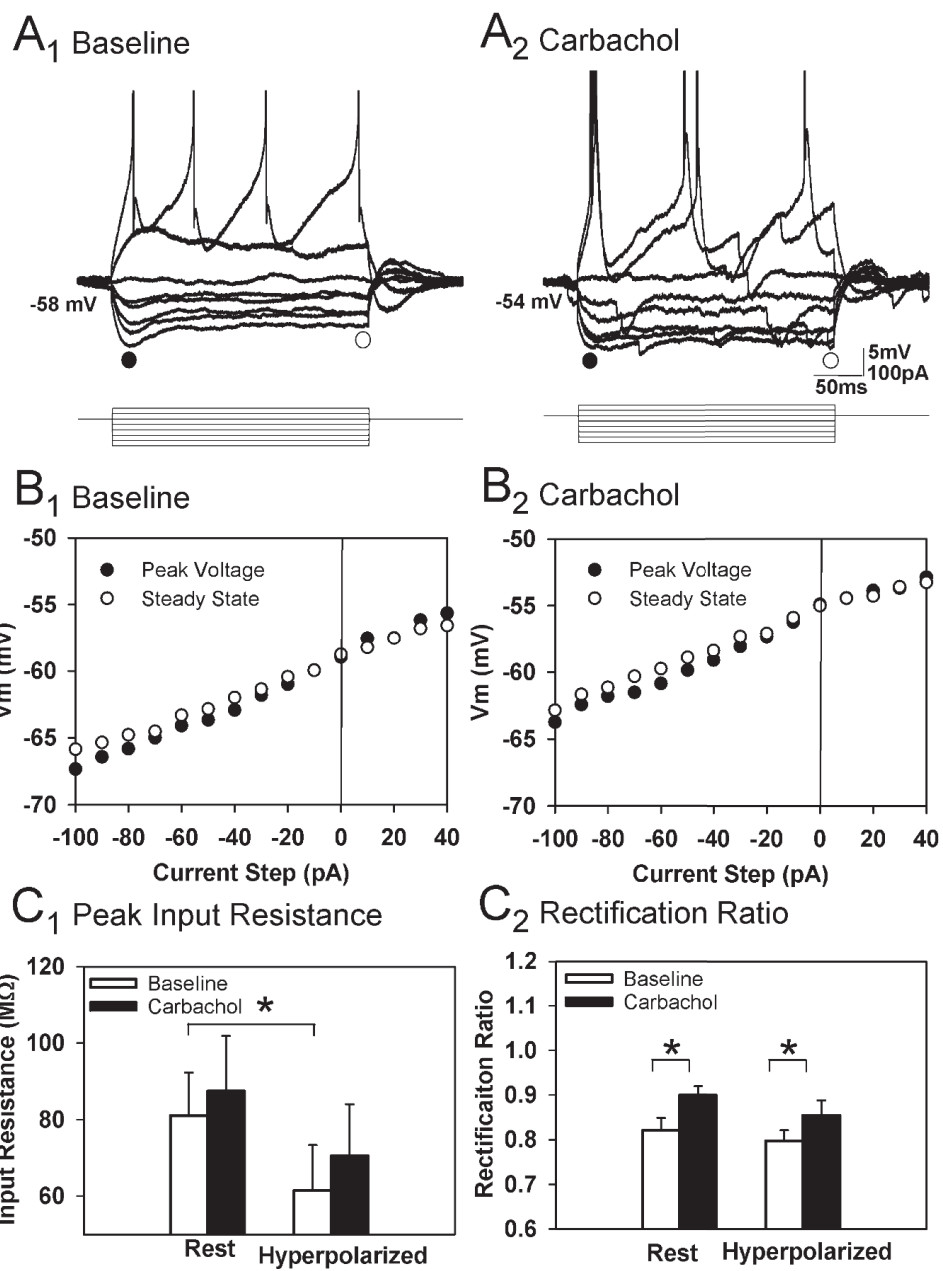 A1 Baseline
A2 Carbachol
-58 mV
-54 mV
5mV
100pA
50ms
B1 Baseline
B2 Carbachol
-50
-55
-60
-65
-70
Vm (mV)
Peak Voltage
Steady State
-100 -80 -60 -40 -20 0 20 40
Current Step (pA)
-50
-55
-60
-65
-70
Vm (mV)
Peak Voltage
Steady State
-100 -80 -60 -40 -20 0 20 40
Current Step (pA)
C1 Peak Input Resistance
C2 Rectification Ratio
120
100
80
60
Input Resistance (MΩ)
Baseline
Carbachol
*
Rest Hyperpolarized
1.2
1.1
1.0
0.9
0.8
0.7
0.6
Rectificaiton Ratio
Baseline
Carbachol
* *
Rest Hyperpolarized